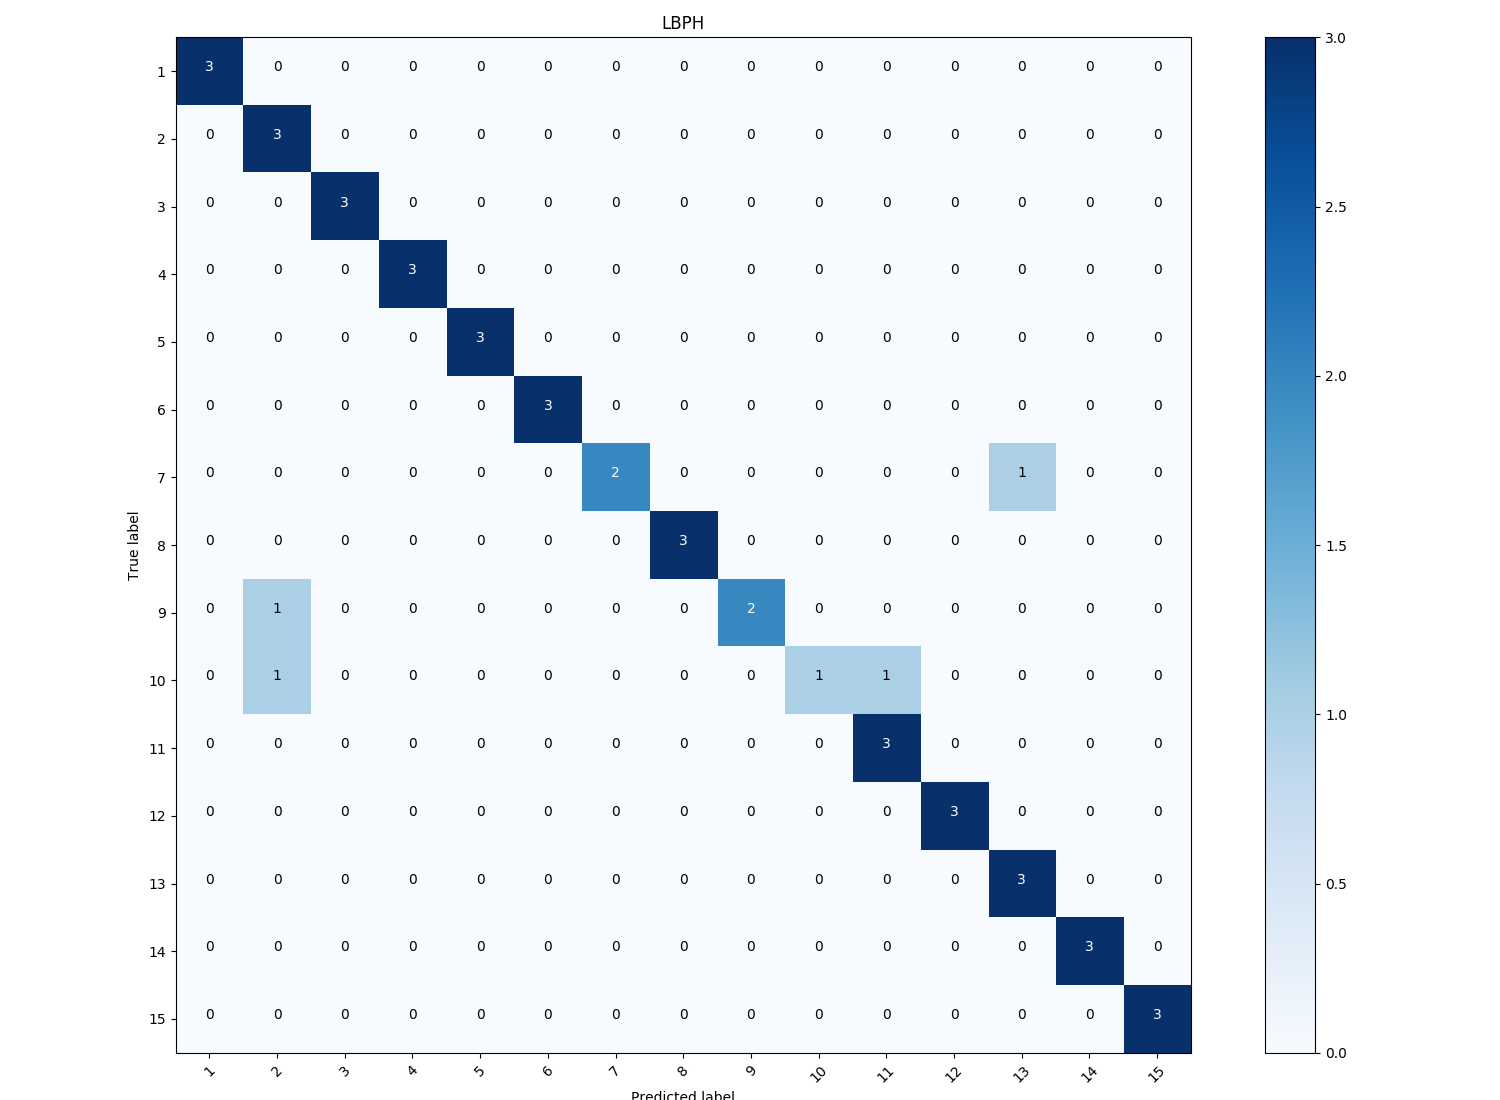 LBPH
1 3 0 0 0 0 0 0 0 0 0 0 0 0 0 0
2 0 3 0 0 0 0 0 0 0 0 0 0 0 0 0
3 0 0 3 0 0 0 0 0 0 0 0 0 0 0 0
4 0 0 0 3 0 0 0 0 0 0 0 0 0 0 0
5 0 0 0 0 3 0 0 0 0 0 0 0 0 0 0
6 0 0 0 0 0 3 0 0 0 0 0 0 0 0 0
7 0 0 0 0 0 0 2 0 0 0 0 0 1 0 0
8 0 0 0 0 0 0 0 3 0 0 0 0 0 0 0
9 0 1 0 0 0 0 0 0 2 0 0 0 0 0 0
10 0 1 0 0 0 0 0 0 0 1 1 0 0 0 0
11 0 0 0 0 0 0 0 0 0 0 3 0 0 0 0
12 0 0 0 0 0 0 0 0 0 0 0 3 0 0 0
13 0 0 0 0 0 0 0 0 0 0 0 0 3 0 0
14 0 0 0 0 0 0 0 0 0 0 0 0 0 3 0
15 0 0 0 0 0 0 0 0 0 0 0 0 0 0 3
1 2 3 4 5 6 7 8 9 10 11 12 13 14 15
True label
Predicted label
3.0
2.5
2.0
1.5
1.0
0.5
0.0